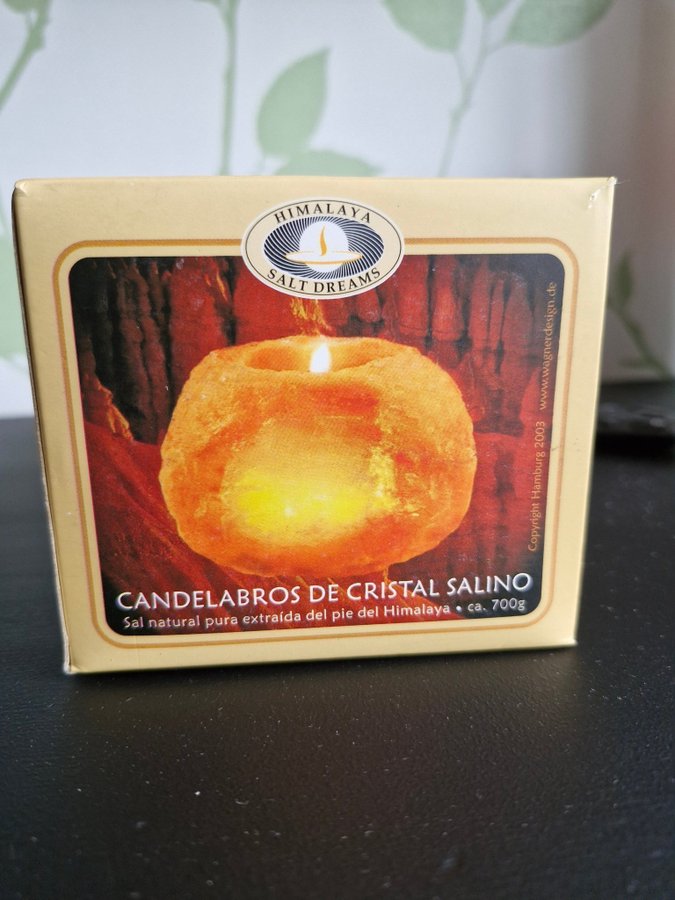 HIMALAYA
SALT DREAMS
CANDELABROS DE CRISTAL SALINO
Sal natural pura extraída del pie del Himalaya • ca. 700g
Copyright Hamburg 2003 www.wagnerdesign.de